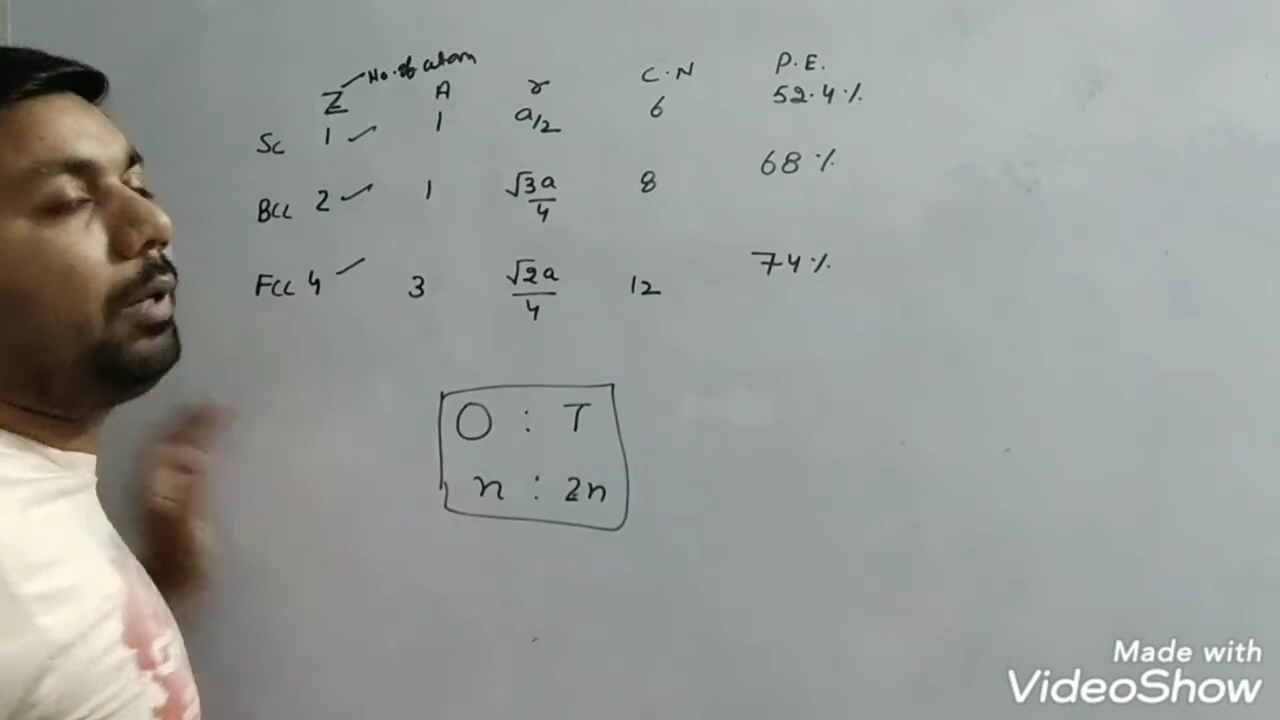 Z No. of atom A r C.N P.E.
Sc 1 ✓ 1 a/2 6 52.4%
BCC 2 ✓ 1 √3a/4 8 68%
FCC 4 ✓ 3 √2a/4 12 74%
O : T
n : 2n
Made with
VideoShow